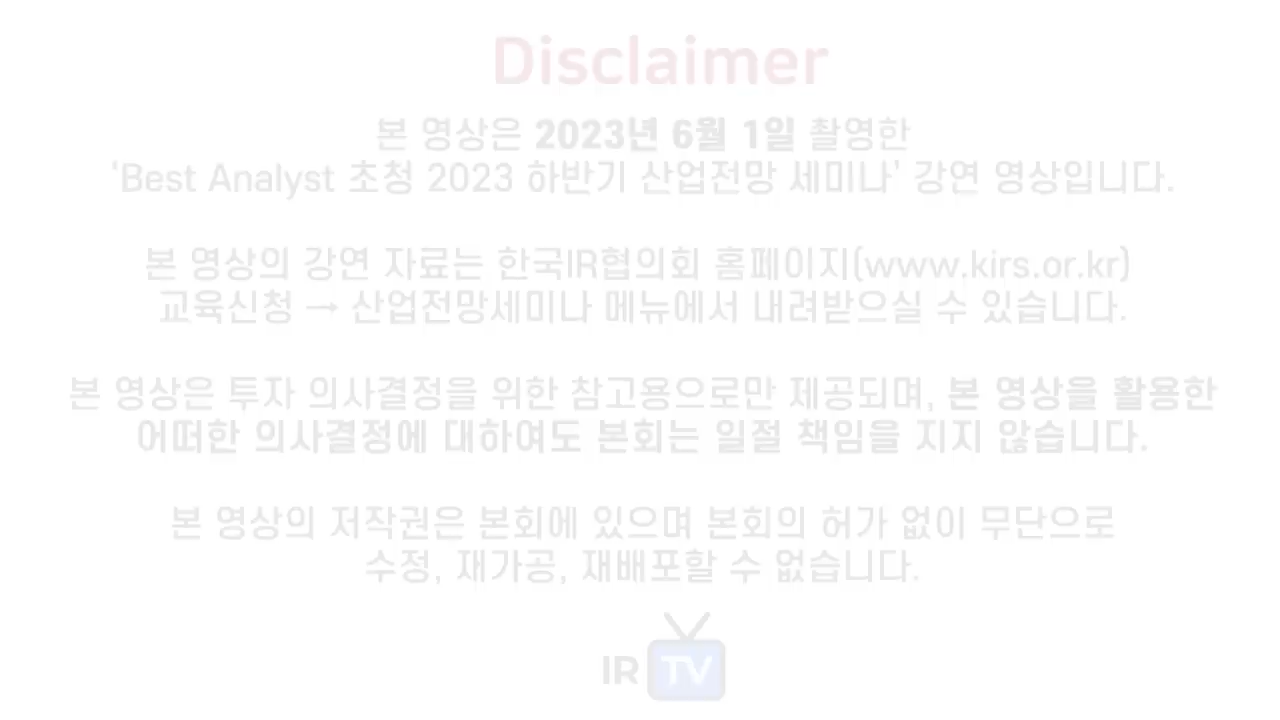 Disclaimer
본 영상은 2023년 6월 1일 촬영한
‘Best Analyst 초청 2023 하반기 산업전망 세미나’ 강연 영상입니다.
본 영상의 강연 자료는 한국IR협의회 홈페이지(www.kirs.or.kr)
교육신청 → 산업전망세미나 메뉴에서 내려받으실 수 있습니다.
본 영상은 투자 의사결정을 위한 참고용으로만 제공되며, 본 영상을 활용한
어떠한 의사결정에 대하여도 본회는 일절 책임을 지지 않습니다.
본 영상의 저작권은 본회에 있으며 본회의 허가 없이 무단으로
수정, 재가공, 재배포할 수 없습니다.
IR TV